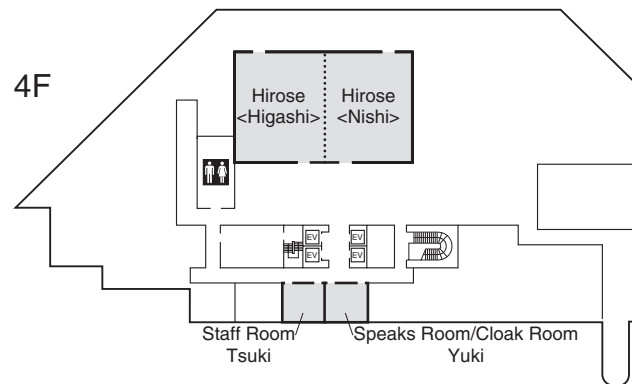 4F
Hirose
<Higashi>
Hirose
<Nishi>
EV
EV
EV
EV
Staff Room
Tsuki
Speaks Room/Cloak Room
Yuki